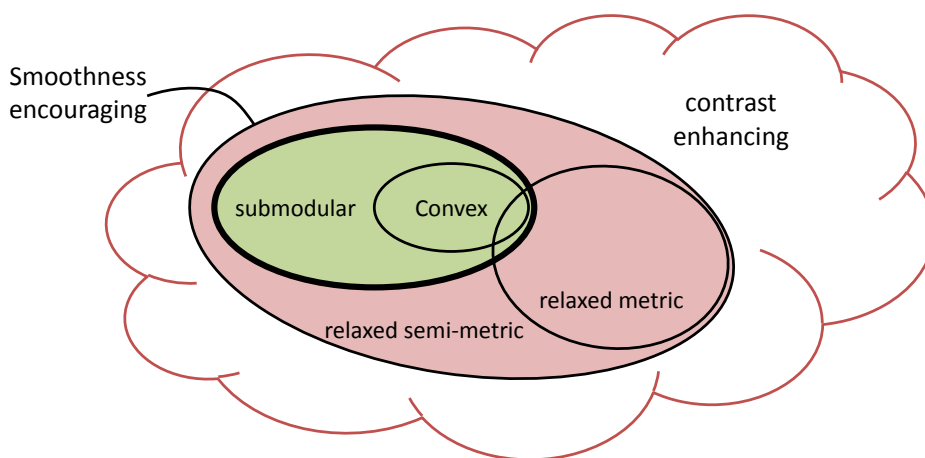 Smoothness
encouraging
contrast
enhancing
submodular
Convex
relaxed metric
relaxed semi-metric